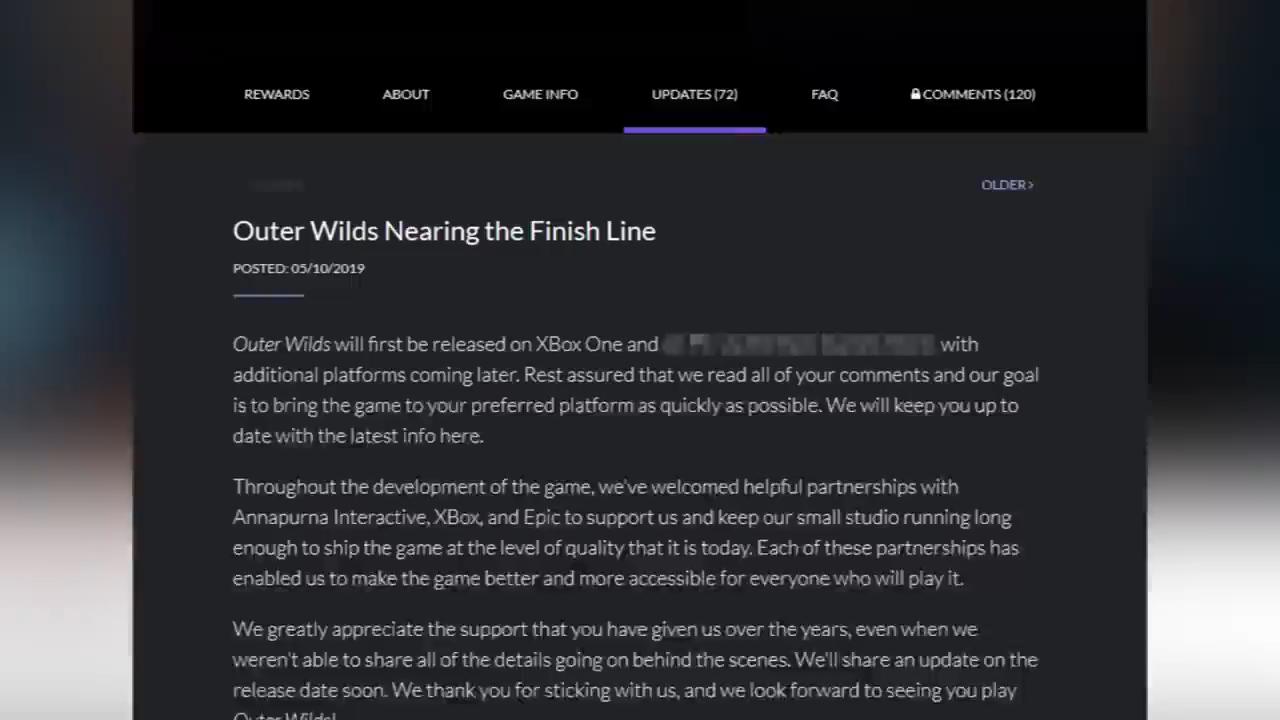 REWARDS ABOUT GAME INFO UPDATES (72) FAQ COMMENTS (120)
OLDER >
Outer Wilds Nearing the Finish Line
POSTED: 05/10/2019
Outer Wilds will first be released on XBox One and with
additional platforms coming later. Rest assured that we read all of your comments and our goal
is to bring the game to your preferred platform as quickly as possible. We will keep you up to
date with the latest info here.
Throughout the development of the game, we've welcomed helpful partnerships with
Annapurna Interactive, XBox, and Epic to support us and keep our small studio running long
enough to ship the game at the level of quality that it is today. Each of these partnerships has
enabled us to make the game better and more accessible for everyone who will play it.
We greatly appreciate the support that you have given us over the years, even when we
weren't able to share all of the details going on behind the scenes. We'll share an update on the
release date soon. We thank you for sticking with us, and we look forward to seeing you play
Outer Wilds!